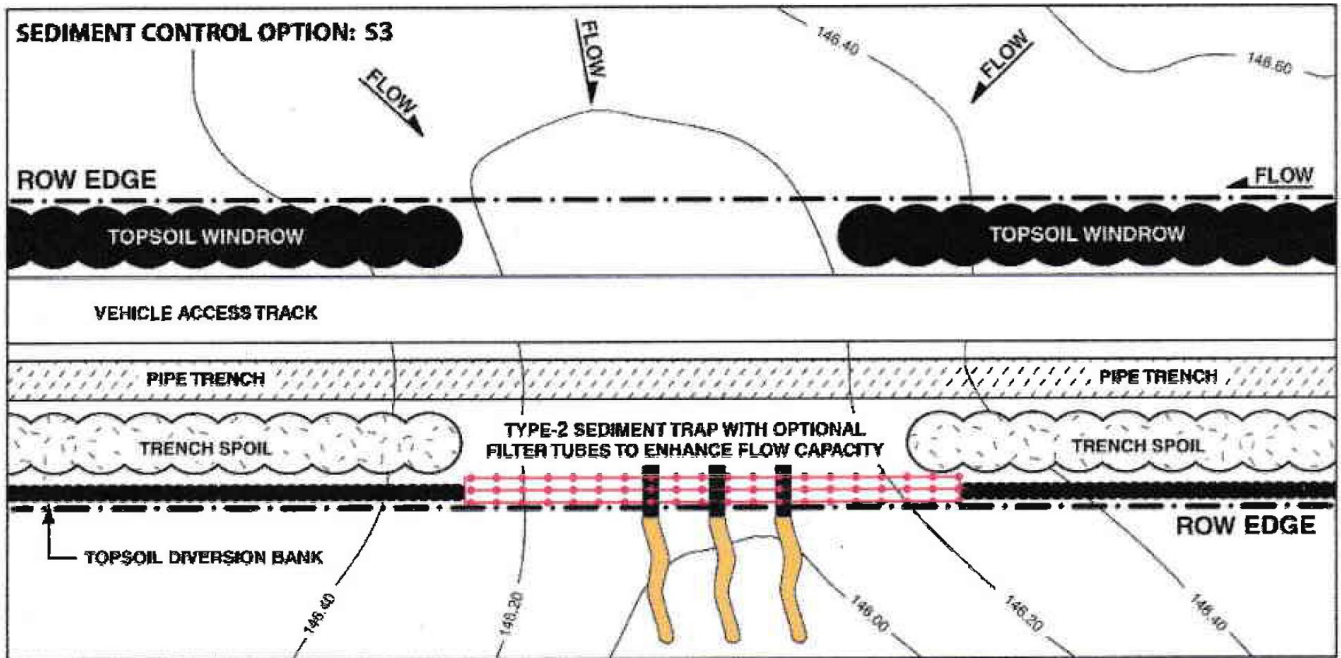 SEDIMENT CONTROL OPTION: S3
FLOW
FLOW
FLOW
146.40
146.60
ROW EDGE
FLOW
TOPSOIL WINDROW
TOPSOIL WINDROW
VEHICLE ACCESS TRACK
PIPE TRENCH
PIPE TRENCH
TRENCH SPOIL
TYPE-2 SEDIMENT TRAP WITH OPTIONAL
FILTER TUBES TO ENHANCE FLOW CAPACITY
TRENCH SPOIL
ROW EDGE
TOPSOIL DIVERSION BANK
146.40
146.20
146.00
146.20
146.40